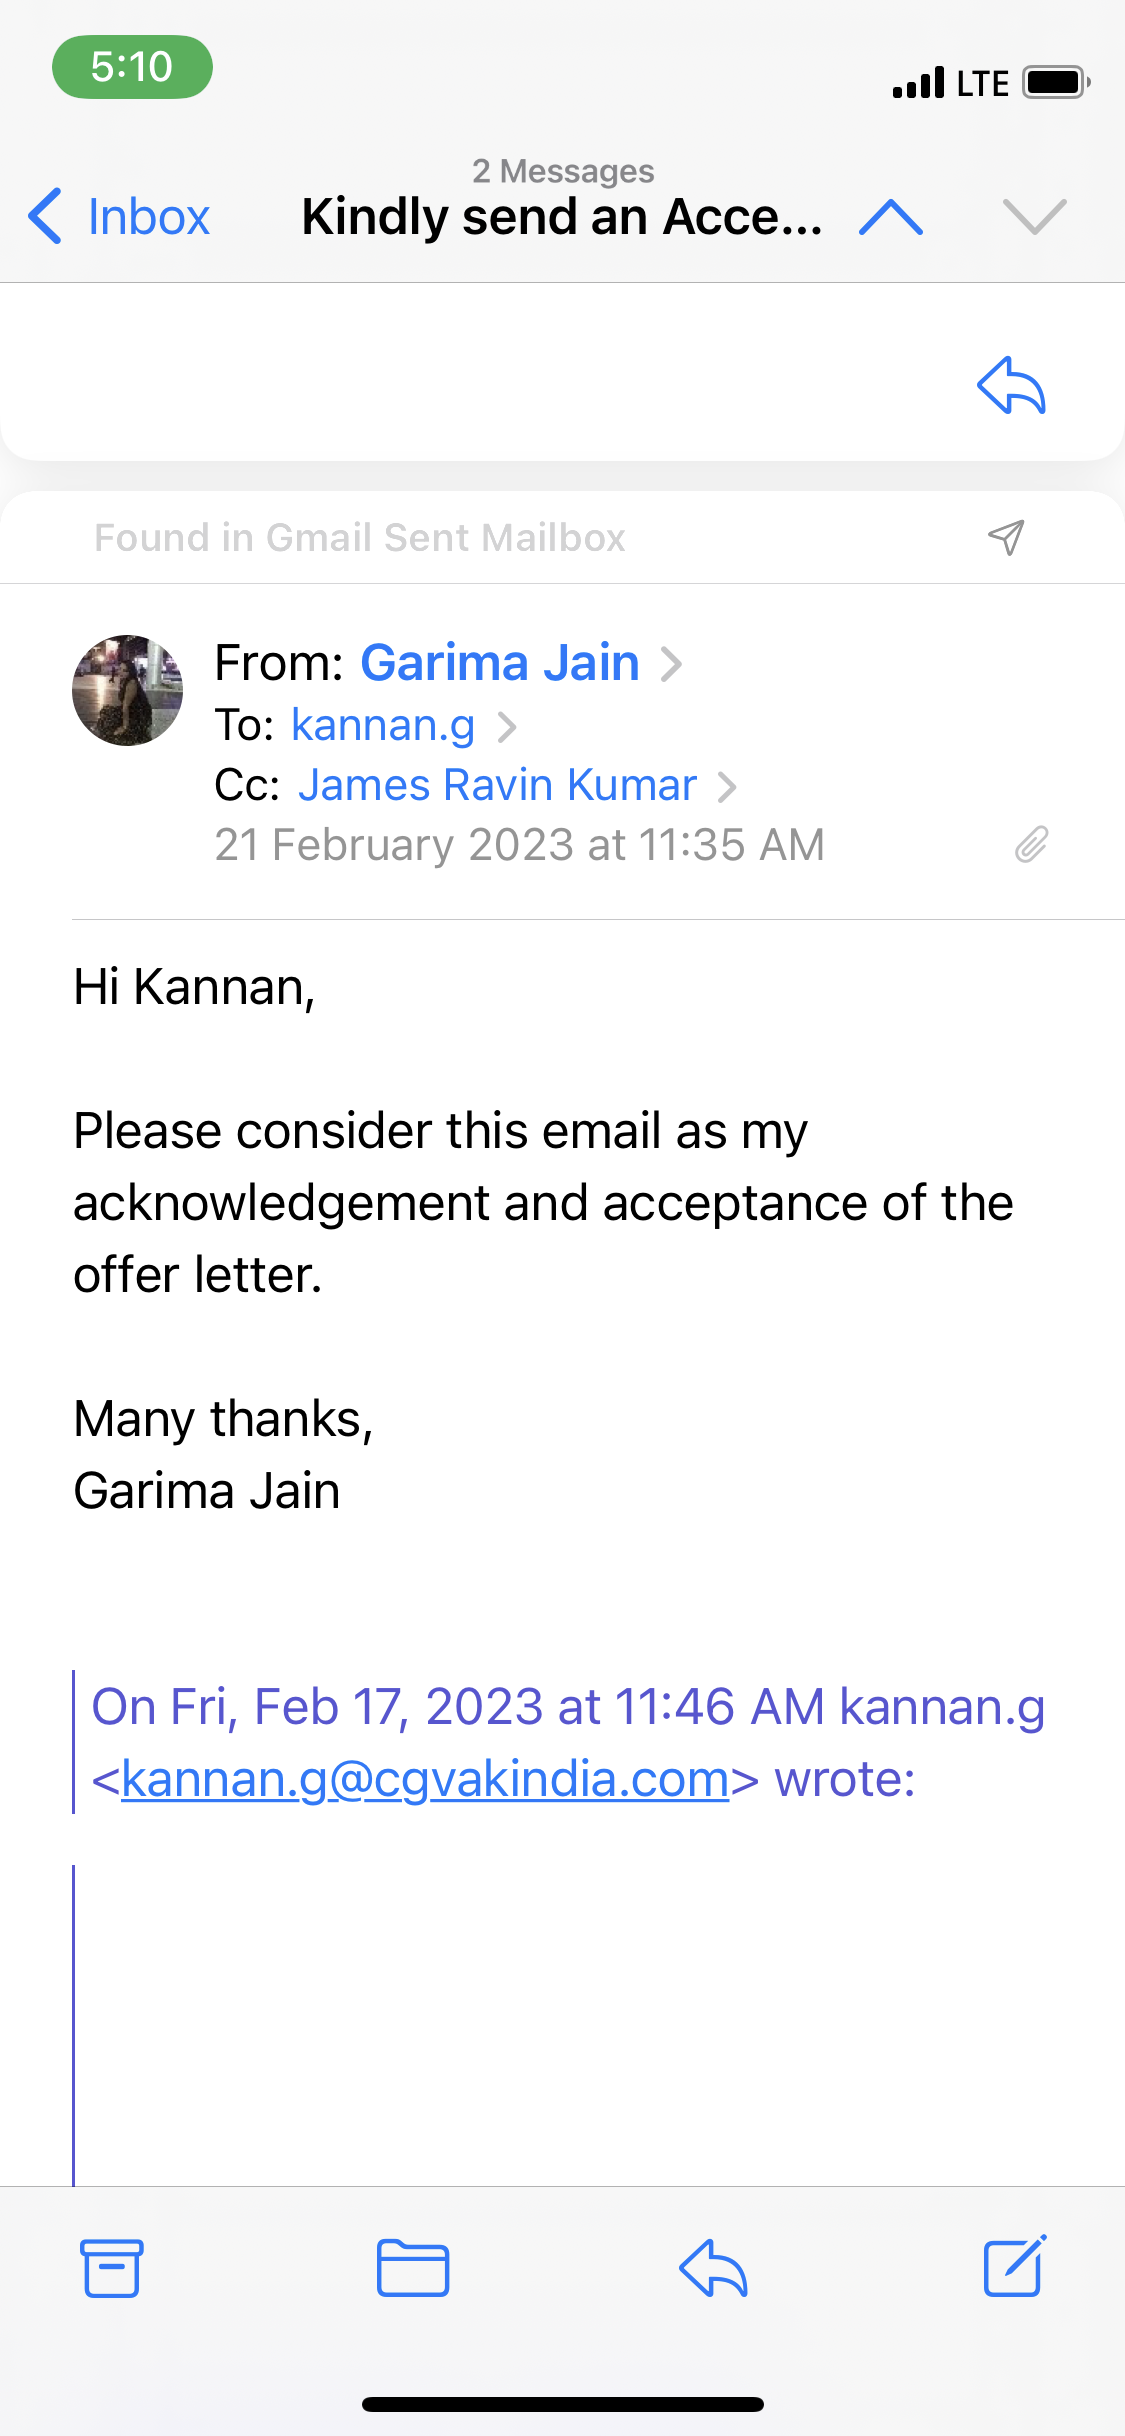 5:10
LTE
2 Messages
Inbox
Kindly send an Acce...
Found in Gmail Sent Mailbox
From: Garima Jain
To: kannan.g
Cc: James Ravin Kumar
21 February 2023 at 11:35 AM
Hi Kannan,
Please consider this email as my
acknowledgement and acceptance of the
offer letter.
Many thanks,
Garima Jain
On Fri, Feb 17, 2023 at 11:46 AM kannan.g
<kannan.g@cgvakindia.com> wrote: